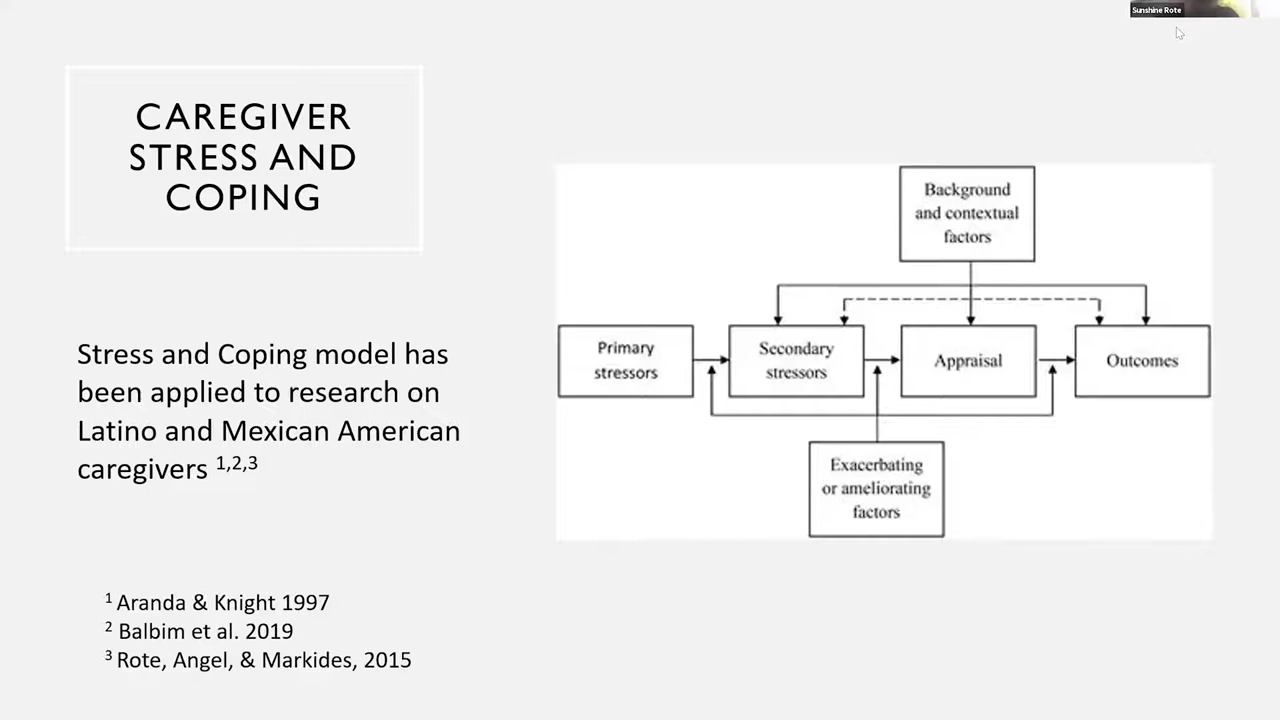 Sunshine Rote
CAREGIVER
STRESS AND
COPING
Stress and Coping model has
been applied to research on
Latino and Mexican American
caregivers 1,2,3
1 Aranda & Knight 1997
2 Balbim et al. 2019
3 Rote, Angel, & Markides, 2015
Background
and contextual
factors
Primary
stressors
Secondary
stressors
Appraisal
Outcomes
Exacerbating
or ameliorating
factors